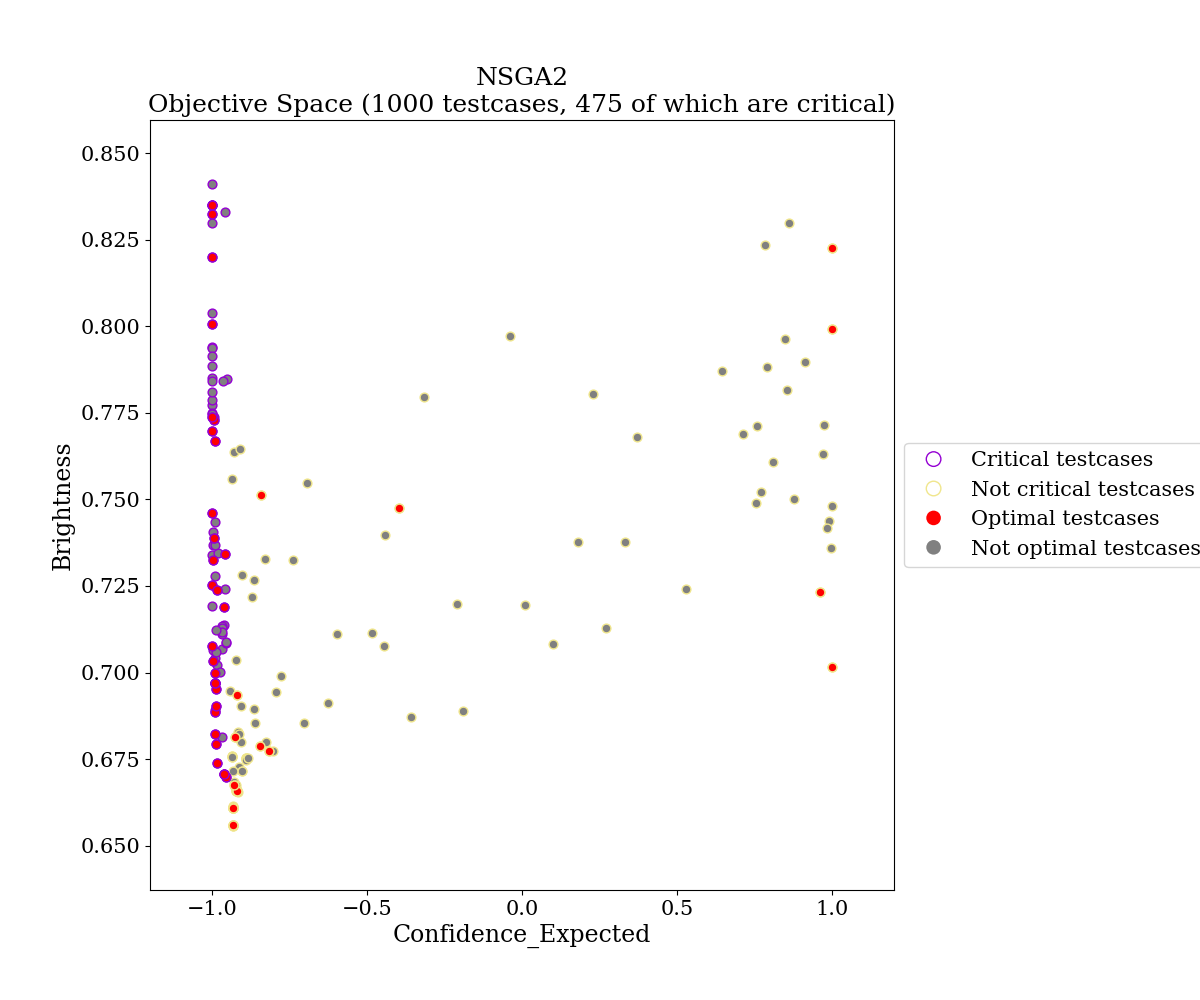 NSGA2
Objective Space (1000 testcases, 475 of which are critical)
0.850
0.825
0.800
0.775
0.750
0.725
0.700
0.675
0.650
Brightness
−1.0
−0.5
0.0
0.5
1.0
Confidence_Expected
Critical testcases
Not critical testcases
Optimal testcases
Not optimal testcases